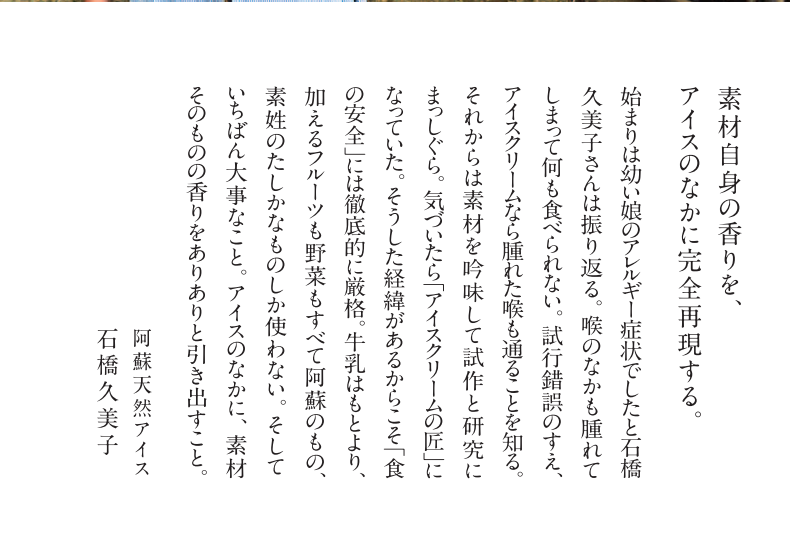 素材自身の香りを、
アイスのなかに完全再現する。
始まりは幼い娘のアレルギー症状でしたと石橋
久美子さんは振り返る。喉のなかも腫れて
しまって何も食べられない。試行錯誤のすえ、
アイスクリームなら腫れた喉も通ることを知る。
それからは素材を吟味して試作と研究に
まっしぐら。気づいたら「アイスクリームの匠」に
なっていた。そうした経緯があるからこそ「食
の安全」には徹底的に厳格。牛乳はもとより、
加えるフルーツも野菜もすべて阿蘇のもの、
素姓のたしかなものしか使わない。そして
いちばん大事なこと。アイスのなかに、素材
そのものの香りをありありと引き出すこと。
阿蘇天然アイス
石橋久美子